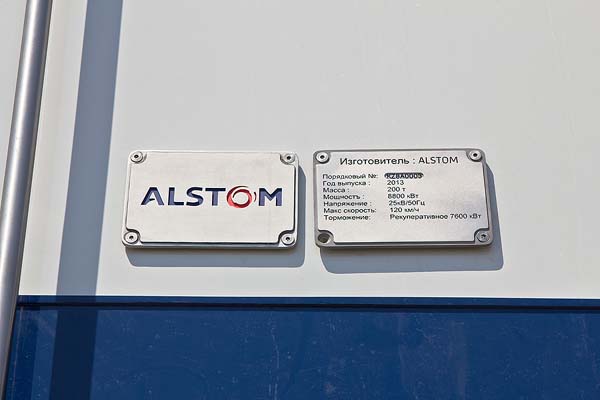 ALSTOM
Изготовитель : ALSTOM
Порядковый №: KZ8A0005
Год выпуска : 2013
Масса : 200 т
Мощность : 8800 кВт
Напряжение : 25кВ/50Гц
Макс скорость: 120 км/ч
Торможение: Рекуперативное 7600 кВт